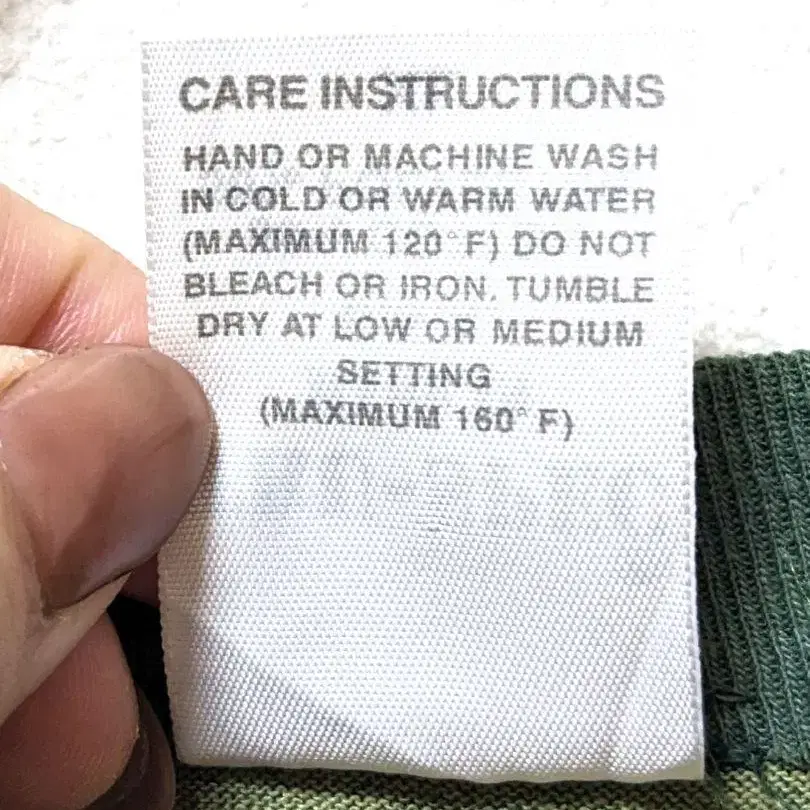 CARE INSTRUCTIONS
HAND OR MACHINE WASH
IN COLD OR WARM WATER
(MAXIMUM 120°F) DO NOT
BLEACH OR IRON. TUMBLE
DRY AT LOW OR MEDIUM
SETTING
(MAXIMUM 160° F)